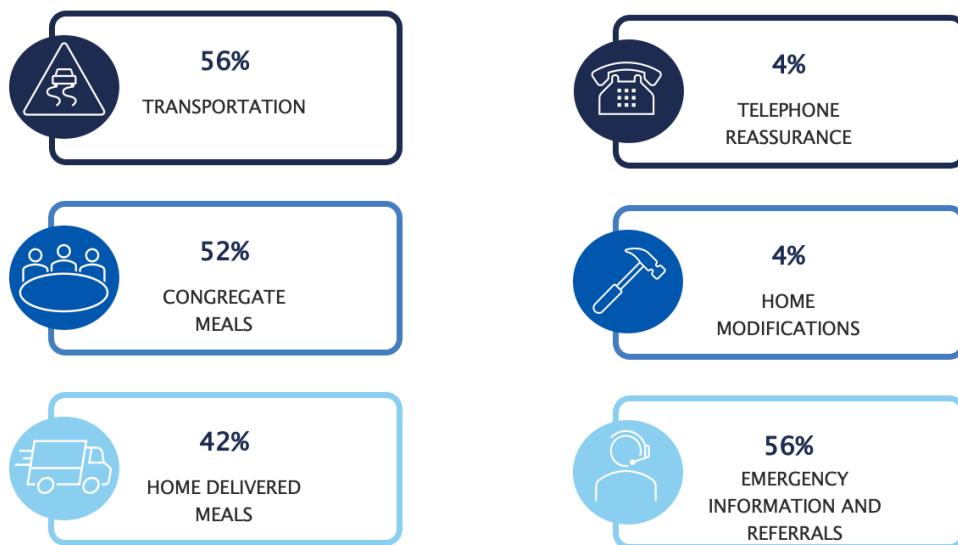 56%
TRANSPORTATION
4%
TELEPHONE
REASSURANCE
52%
CONGREGATE
MEALS
4%
HOME
MODIFICATIONS
42%
HOME DELIVERED
MEALS
56%
EMERGENCY
INFORMATION AND
REFERRALS